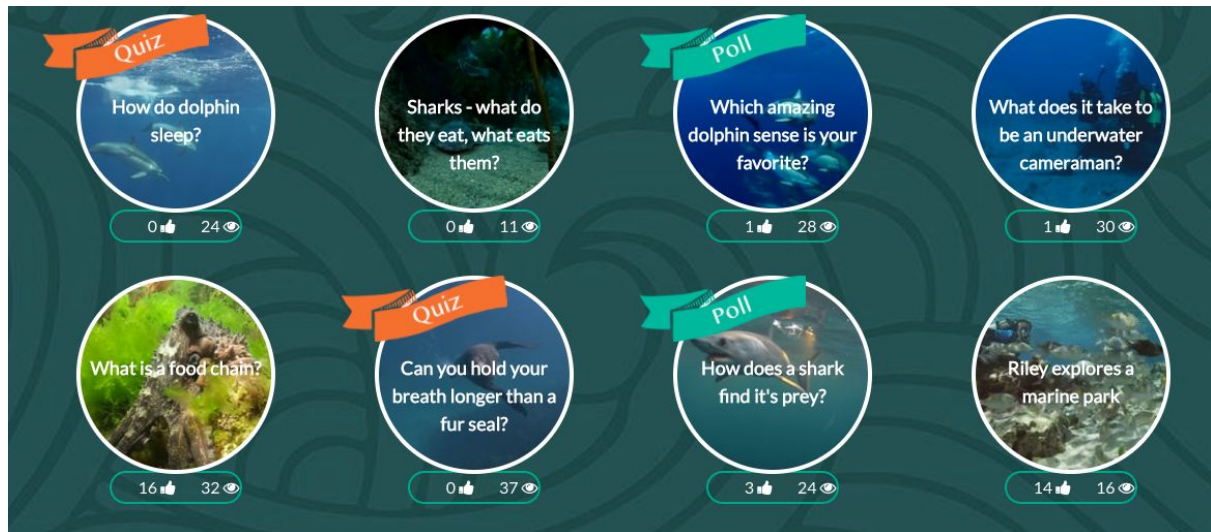 Quiz
How do dolphin
sleep?
0 24
Sharks - what do
they eat, what eats
them?
0 11
Poll
Which amazing
dolphin sense is your
favorite?
1 28
What does it take to
be an underwater
cameraman?
1 30
What is a food chain?
16 32
Quiz
Can you hold your
breath longer than a
fur seal?
0 37
Poll
How does a shark
find it's prey?
3 24
Riley explores a
marine park
14 16